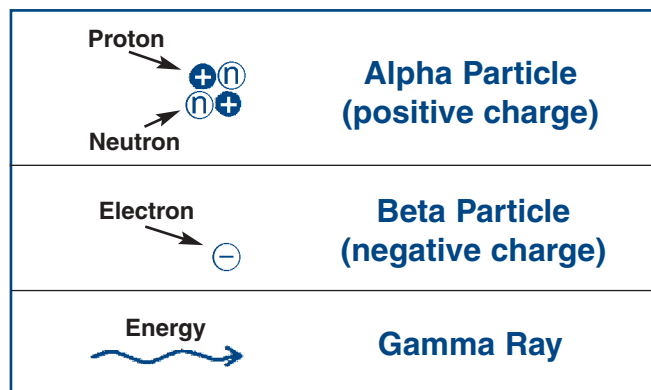 Proton
+ n
n +
Neutron
Alpha Particle
(positive charge)
Electron
−
Beta Particle
(negative charge)
Energy
Gamma Ray